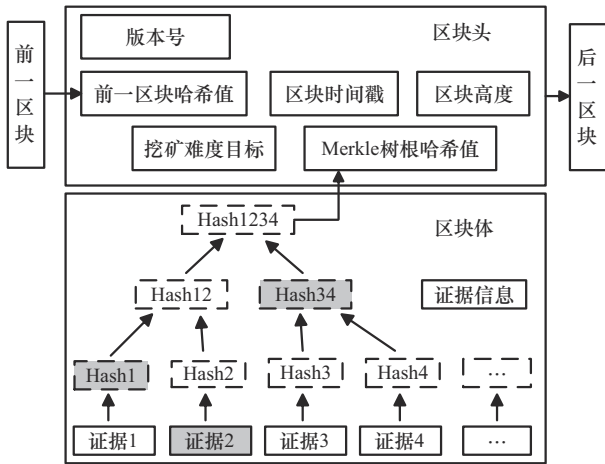 前一区块
区块头
版本号
前一区块哈希值
区块时间戳
区块高度
挖矿难度目标
Merkle树根哈希值
后一区块
区块体
Hash1234
Hash12
Hash34
证据信息
Hash1
Hash2
Hash3
Hash4
…
证据1
证据2
证据3
证据4
…